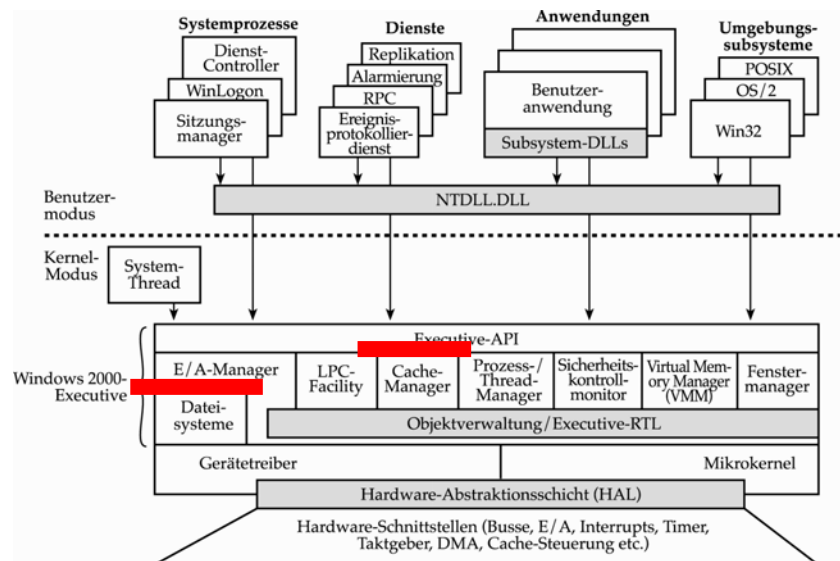 Systemprozesse
Dienst-
Controller
WinLogon
Sitzungs-
manager
Dienste
Replikation
Alarmierung
RPC
Ereignis-
protokollier-
dienst
Anwendungen
Benutzer-
anwendung
Subsystem-DLLs
Umgebungs-
subsysteme
POSIX
OS/2
Win32
Benutzer-
modus
NTDLL.DLL
Kernel-
Modus
System-
Thread
Executive-API
Windows 2000-
Executive
E/A-Manager
Datei-
systeme
LPC-
Facility
Cache-
Manager
Prozess-/
Thread-
Manager
Sicherheits-
kontroll-
monitor
Virtual Mem-
ory Manager
(VMM)
Fenster-
manager
Objektverwaltung/Executive-RTL
Gerätetreiber
Mikrokernel
Hardware-Abstraktionsschicht (HAL)
Hardware-Schnittstellen (Busse, E/A, Interrupts, Timer,
Taktgeber, DMA, Cache-Steuerung etc.)